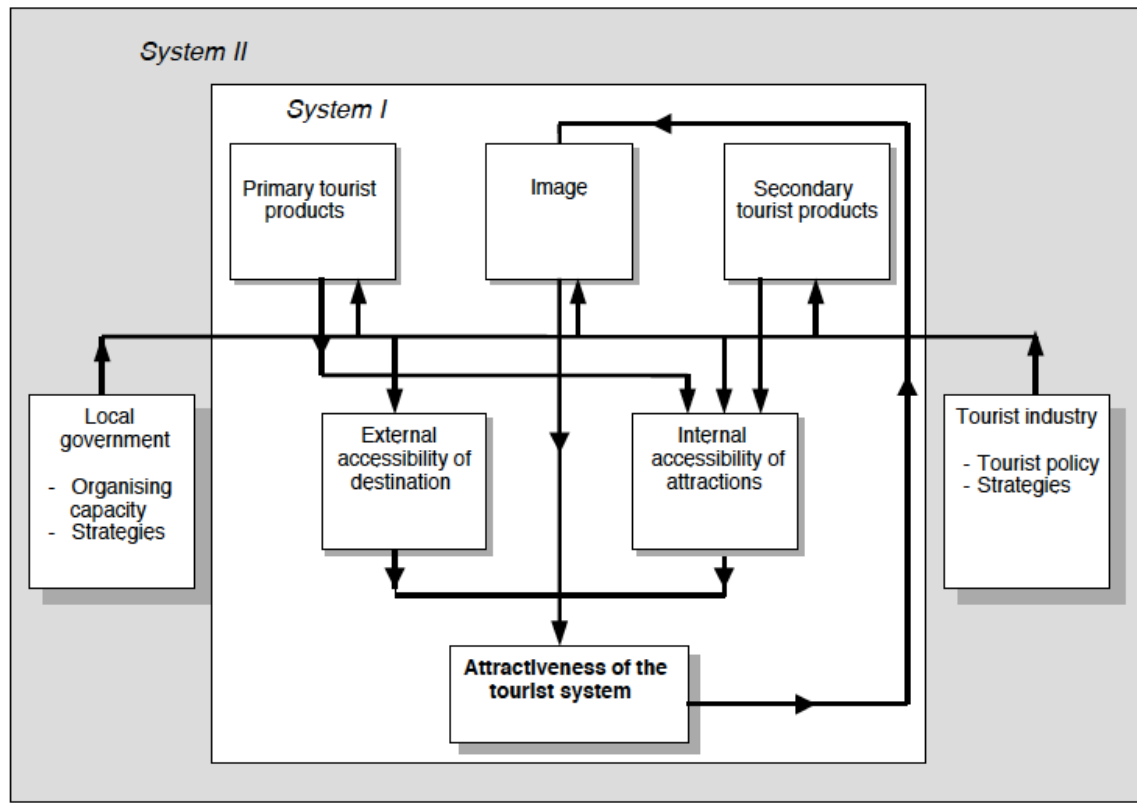 System II
System I
Primary tourist
products
Image
Secondary
tourist products
Local
government
- Organising
capacity
- Strategies
External
accessibility of
destination
Internal
accessibility of
attractions
Tourist industry
- Tourist policy
- Strategies
Attractiveness of the
tourist system